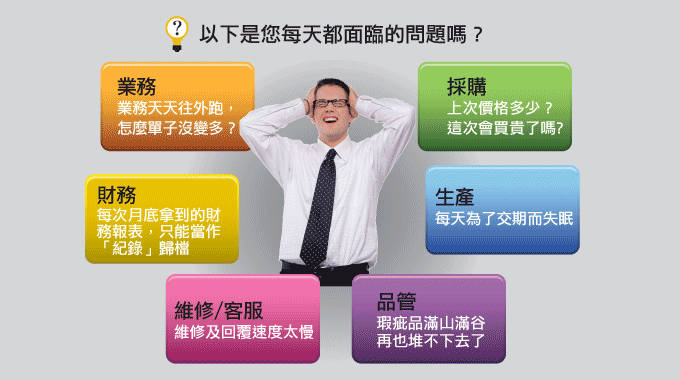 ?
以下是您每天都面臨的問題嗎?
業務
業務天天往外跑,
怎麼單子沒變多?
採購
上次價格多少?
這次會買貴了嗎?
財務
每次月底拿到的財
務報表,只能當作
「紀錄」歸檔
生產
每天為了交期而失眠
維修/客服
維修及回覆速度太慢
品管
瑕疵品滿山滿谷
再也堆不下去了